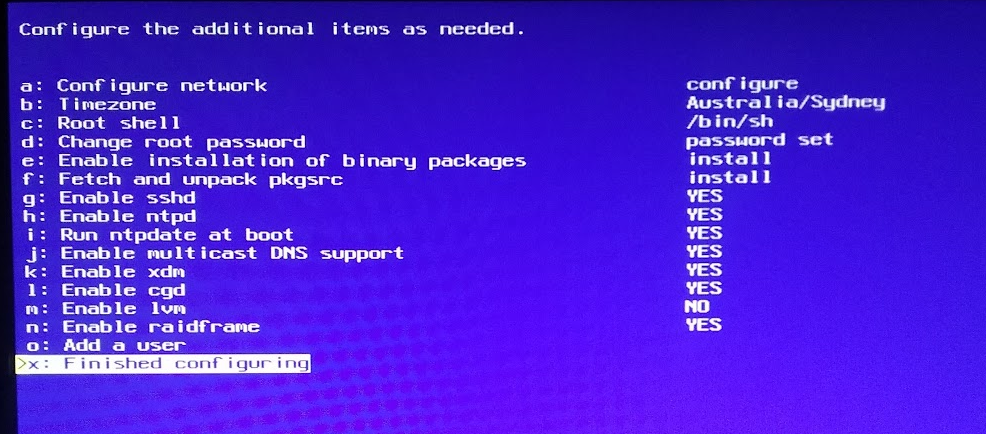 Configure the additional items as needed.
a: Configure network configure
b: Timezone Australia/Sydney
c: Root shell /bin/sh
d: Change root password password set
e: Enable installation of binary packages install
f: Fetch and unpack pkgsrc install
g: Enable sshd YES
h: Enable ntpd YES
i: Run ntpdate at boot YES
j: Enable multicast DNS support YES
k: Enable xdm YES
l: Enable cgd YES
m: Enable lvm NO
n: Enable raidframe YES
o: Add a user
>x: Finished configuring